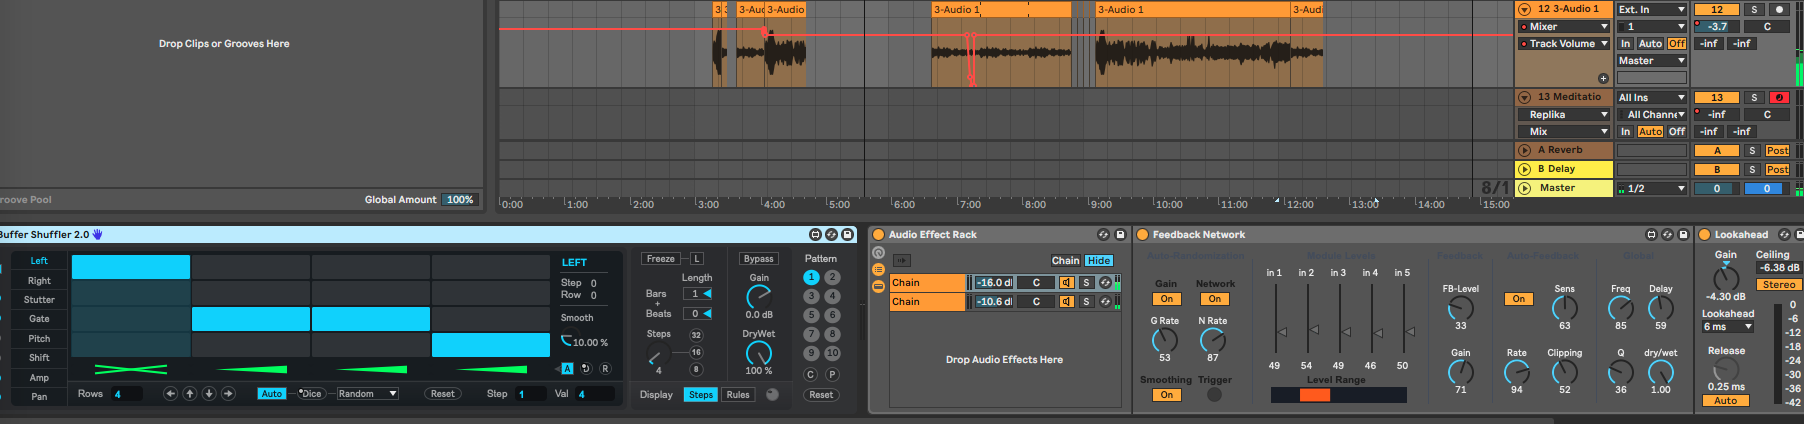 3 3 3-Auc 3-Audio 3-Audio 1 3-Audio 1 3-Audi
Drop Clips or Grooves Here
12 3-Audio 1 Ext. In 12 S
Mixer 1 -3.7 C
Track Volume In Auto Off -inf -inf
Master
13 Meditatio All Ins 13 S
Replika All Channe -inf C
Mix In Auto Off -inf -inf
A Reverb A S Post
B Delay B S Post
8/1 Master 1/2 0 0
roove Pool Global Amount 100%
0:00 1:00 2:00 3:00 4:00 5:00 6:00 7:00 8:00 9:00 10:00 11:00 12:00 13:00 14:00 15:00
Buffer Shuffler 2.0
Left
Right
Stutter
Gate
Pitch
Shift
Amp
Pan
LEFT
Step 0
Row 0
Smooth
10.00 %
A R
Rows 4 Auto Dice Random Reset Step 1 Val 4
Freeze L
Length
Bars 1
+
Beats 0
Steps 32
16
4 8
Bypass
Gain
0.0 dB
DryWet
100 %
Display Steps Rules
Pattern
1 2
3 4
5 6
7 8
9 10
C P
Reset
Audio Effect Rack
Chain Hide
Chain -16.0 dl C S
Chain -10.6 dl C S
Drop Audio Effects Here
Feedback Network
Auto-Randomization Module Levels Feedback Auto-Feedback Global
Gain Network
On On
G Rate N Rate
53 87
Smoothing Trigger
On
in 1 in 2 in 3 in 4 in 5
49 54 49 46 50
Level Range
FB-Level
33
Gain
71
On Sens
63
Rate Clipping
94 52
Freq Delay
85 59
Q dry/wet
36 1.00
Lookahead
Gain
-4.30 dB
Lookahead
6 ms
Release
0.25 ms
Auto
Ceiling
-6.38 dB
Stereo
0
-6
-12
-18
-24
-30
-36
-42